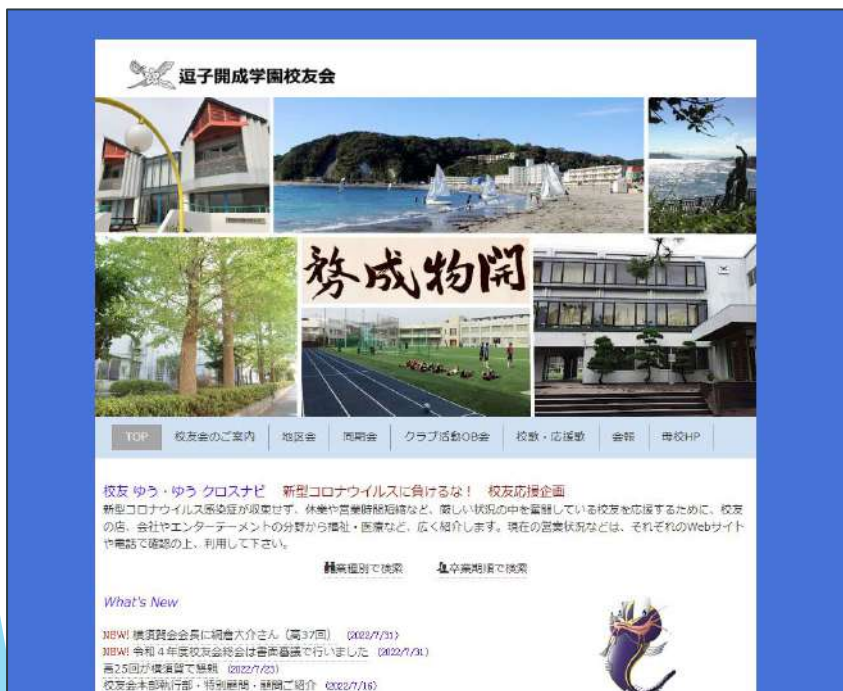 逗子開成学園校友会
務成物開
TOP 校友会のご案内 地区会 同期会 クラブ活動OB会 校歌・応援歌 会報 母校HP
校友 ゆう・ゆう クロスナビ 新型コロナウイルスに負けるな! 校友応援企画
新型コロナウイルス感染症が収束せず、休業や営業時間短縮など、厳しい状況の中を奮闘している校友を応援するために、校友
の店、会社やエンターテーメントの分野から福祉・医療など、広く紹介します。現在の営業状況などは、それぞれのWebサイト
や電話で確認の上、利用して下さい。
業種別で検索 卒業期順で検索
What's New
NEW! 横須賀会会長に綱倉大介さん(高37回) (2022/7/31)
NEW! 令和4年度校友会総会は書面審議で行いました (2022/7/31)
高25回が横須賀で懇親 (2022/7/23)
校友会本部執行部・特別顧問・顧問ご紹介 (2022/7/16)